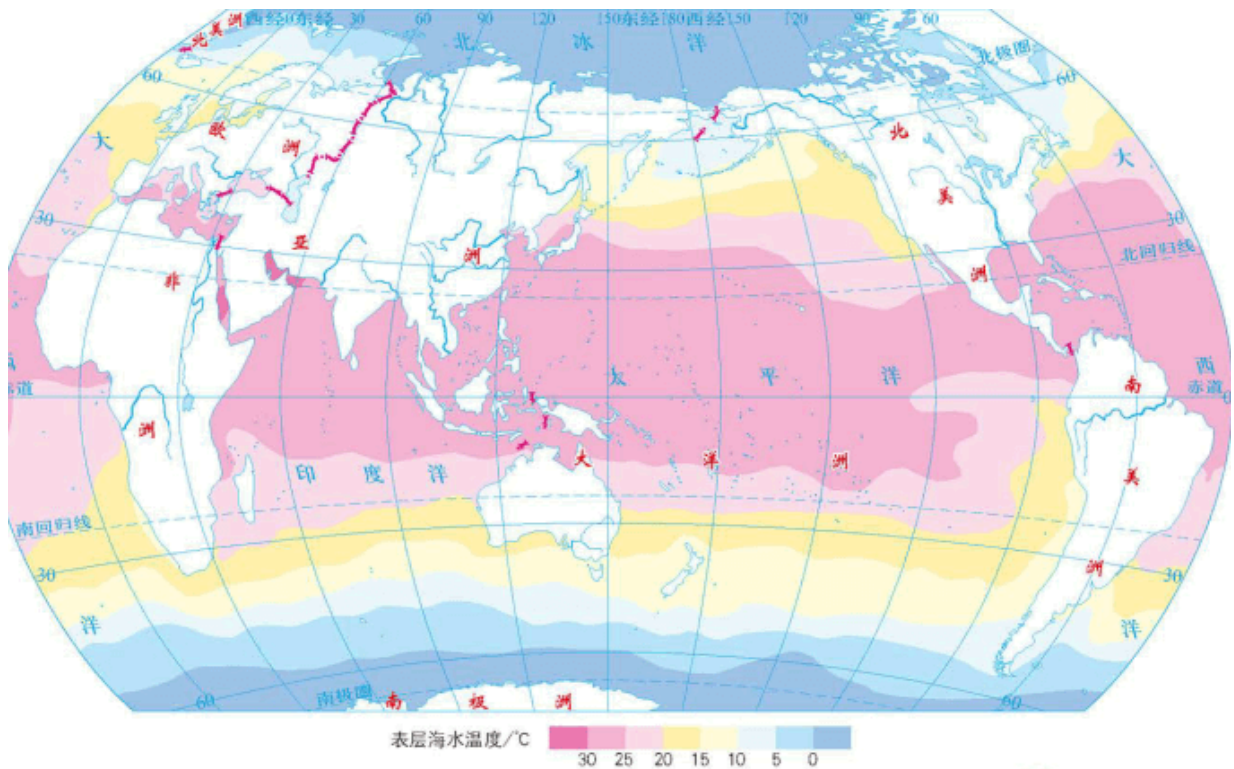 北美洲
西经0东经 30 60 90 120 150东经180西经150 120 90 60
北冰洋
北极圈
60
60
大
欧洲
北
大
美
30
30
亚
洲
北回归线
非
洲
太平洋
西
赤道
赤道
0
南
洲
印度洋
大洋洲
美
南回归线
30
洲
30
洋
洋
60
南极圈
南极洲
60
表层海水温度/℃
30 25 20 15 10 5 0